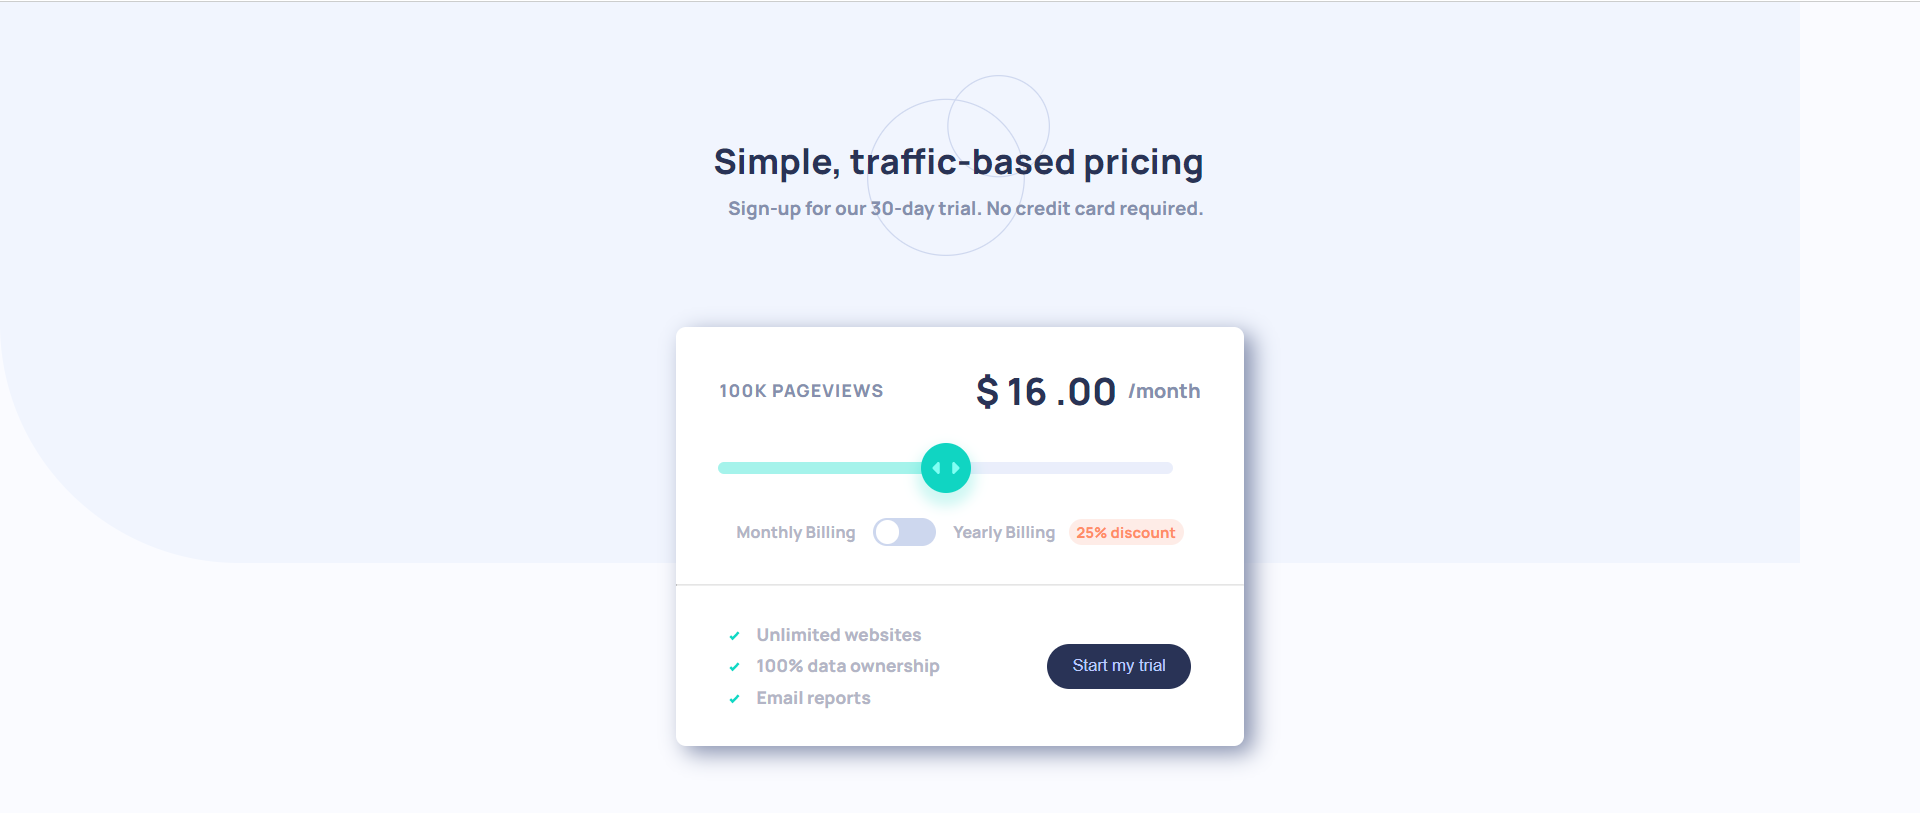 Simple, traffic-based pricing
Sign-up for our 30-day trial. No credit card required.
100K PAGEVIEWS $ 16 .00 /month
Monthly Billing Yearly Billing 25% discount
Unlimited websites
100% data ownership
Start my trial
Email reports